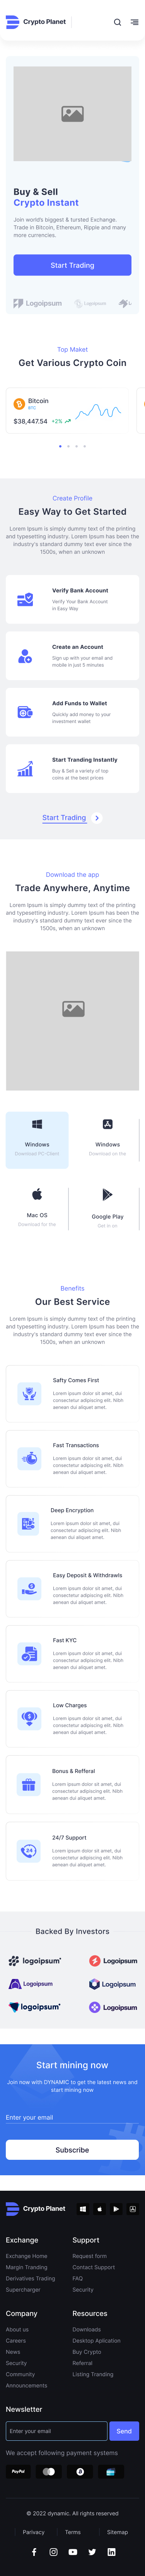 Crypto Planet
Buy & Sell
Crypto Instant
Join world's biggest & tursted Exchange.
Trade in Bitcoin, Ethereum, Ripple and many
more currencies.
Start Trading
Logoipsum
Logoipsum
Top Maket
Get Various Crypto Coin
Bitcoin
BTC
$38,447.54 +2%
Create Profile
Easy Way to Get Started
Lorem Ipsum is simply dummy text of the printing
and typesetting industry. Lorem Ipsum has been the
industry's standard dummy text ever since the
1500s, when an unknown
Verify Bank Account
Verify Your Bank Account
in Easy Way
Create an Account
Sign up with your email and
mobile in just 5 minutes
Add Funds to Wallet
Quickly add money to your
investment wallet
Start Tranding Instantly
Buy & Sell a variety of top
coins at the best prices
Start Trading
Download the app
Trade Anywhere, Anytime
Lorem Ipsum is simply dummy text of the printing
and typesetting industry. Lorem Ipsum has been the
industry's standard dummy text ever since the
1500s, when an unknown
Windows
Download PC-Client
Windows
Download on the
Mac OS
Download for the
Google Play
Get is on
Benefits
Our Best Service
Lorem Ipsum is simply dummy text of the printing
and typesetting industry. Lorem Ipsum has been the
industry's standard dummy text ever since the
1500s, when an unknown
Safty Comes First
Lorem ipsum dolor sit amet, dui
consectetur adipiscing elit. Nibh
aenean dui aliquet amet.
Fast Transactions
Lorem ipsum dolor sit amet, dui
consectetur adipiscing elit. Nibh
aenean dui aliquet amet.
Deep Encryption
Lorem ipsum dolor sit amet, dui
consectetur adipiscing elit. Nibh
aenean dui aliquet amet.
Easy Deposit & Withdrawls
Lorem ipsum dolor sit amet, dui
consectetur adipiscing elit. Nibh
aenean dui aliquet amet.
Fast KYC
Lorem ipsum dolor sit amet, dui
consectetur adipiscing elit. Nibh
aenean dui aliquet amet.
Low Charges
Lorem ipsum dolor sit amet, dui
consectetur adipiscing elit. Nibh
aenean dui aliquet amet.
Bonus & Refferal
Lorem ipsum dolor sit amet, dui
consectetur adipiscing elit. Nibh
aenean dui aliquet amet.
24
24/7 Support
Lorem ipsum dolor sit amet, dui
consectetur adipiscing elit. Nibh
aenean dui aliquet amet.
Backed By Investors
logoipsum Logoipsum
Logoipsum Logoipsum
logoipsum Logoipsum
Start mining now
Join now with DYNAMIC to get the latest news and
start mining now
Enter your email
Subscribe
Crypto Planet
Exchange Support
Exchange Home Request form
Margin Tranding Contact Support
Derivatives Trading FAQ
Supercharger Security
Company Resources
About us Downloads
Careers Desktop Aplication
News Buy Crypto
Security Referral
Community Listing Tranding
Announcements
Newsletter
Enter your email Send
We accept following payment systems
PayPal
© 2022 dynamic. All rights reserved
Parivacy Terms Sitemap